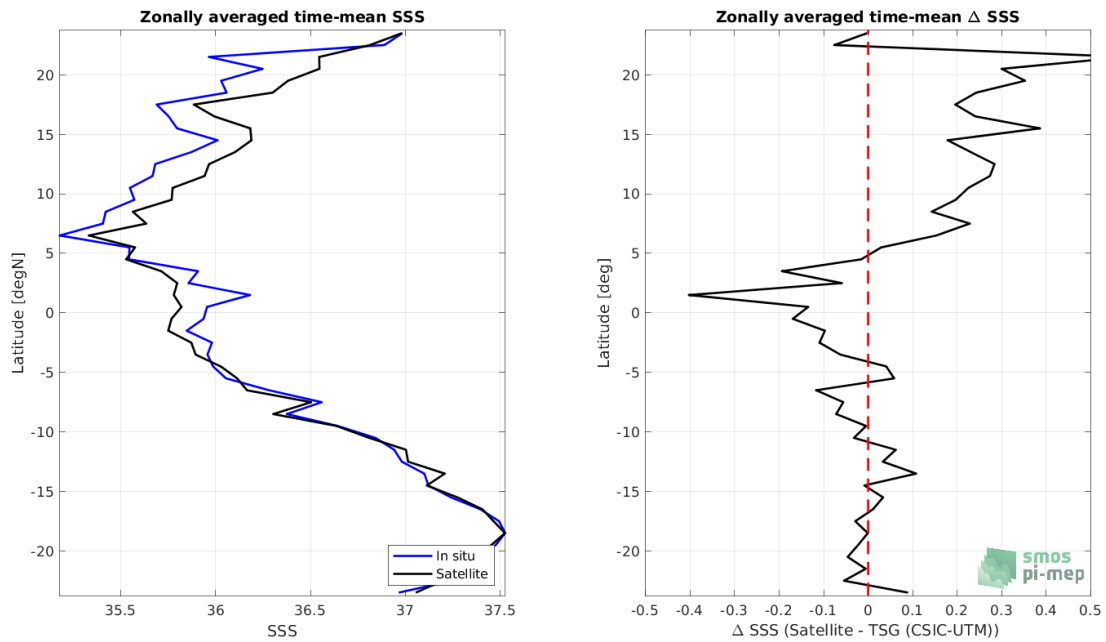 Zonally averaged time-mean SSS
Latitude [degN]
20
15
10
5
0
-5
-10
-15
-20
35.5 36 36.5 37 37.5
SSS
In situ
Satellite
Zonally averaged time-mean Δ SSS
Latitude [deg]
20
15
10
5
0
-5
-10
-15
-20
-0.5 -0.4 -0.3 -0.2 -0.1 0 0.1 0.2 0.3 0.4 0.5
Δ SSS (Satellite - TSG (CSIC-UTM))
smos
pi-mep